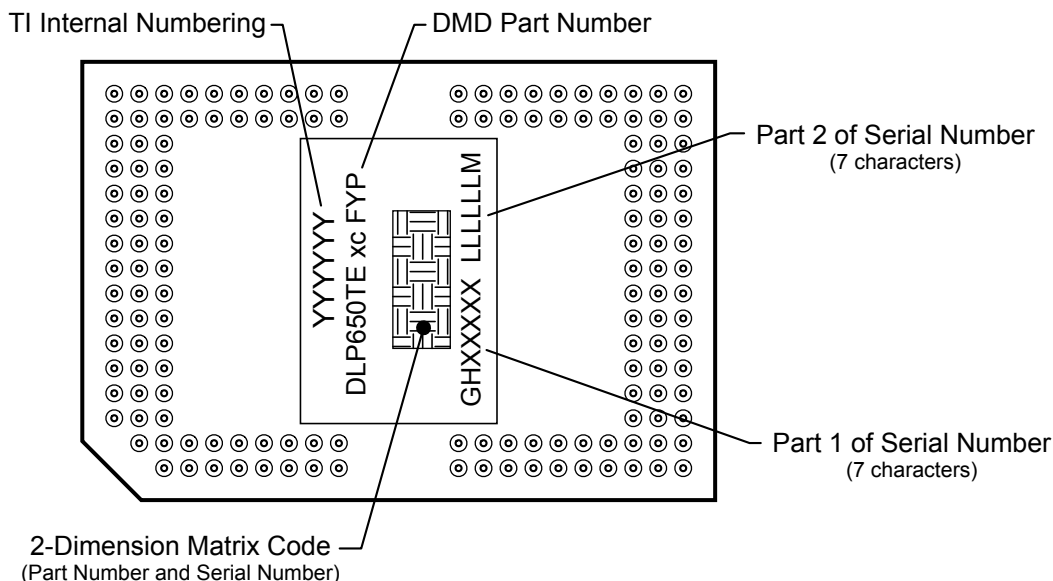 TI Internal Numbering
DMD Part Number
Part 2 of Serial Number
(7 characters)
YYYYYYY
DLP650TE xc FYP
GHXXXXX LLLLLLM
Part 1 of Serial Number
(7 characters)
2-Dimension Matrix Code
(Part Number and Serial Number)